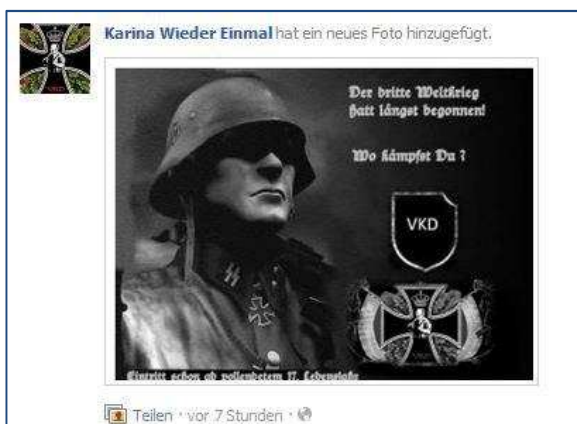 Karina Wieder Einmal hat ein neues Foto hinzugefügt.
Der dritte Weltkrieg
hatt längst begonnen!
Wo kämpfst Du ?
VKD
Eintritt schon ab vollendetem 17. Lebensjahr
Teilen · vor 7 Stunden ·